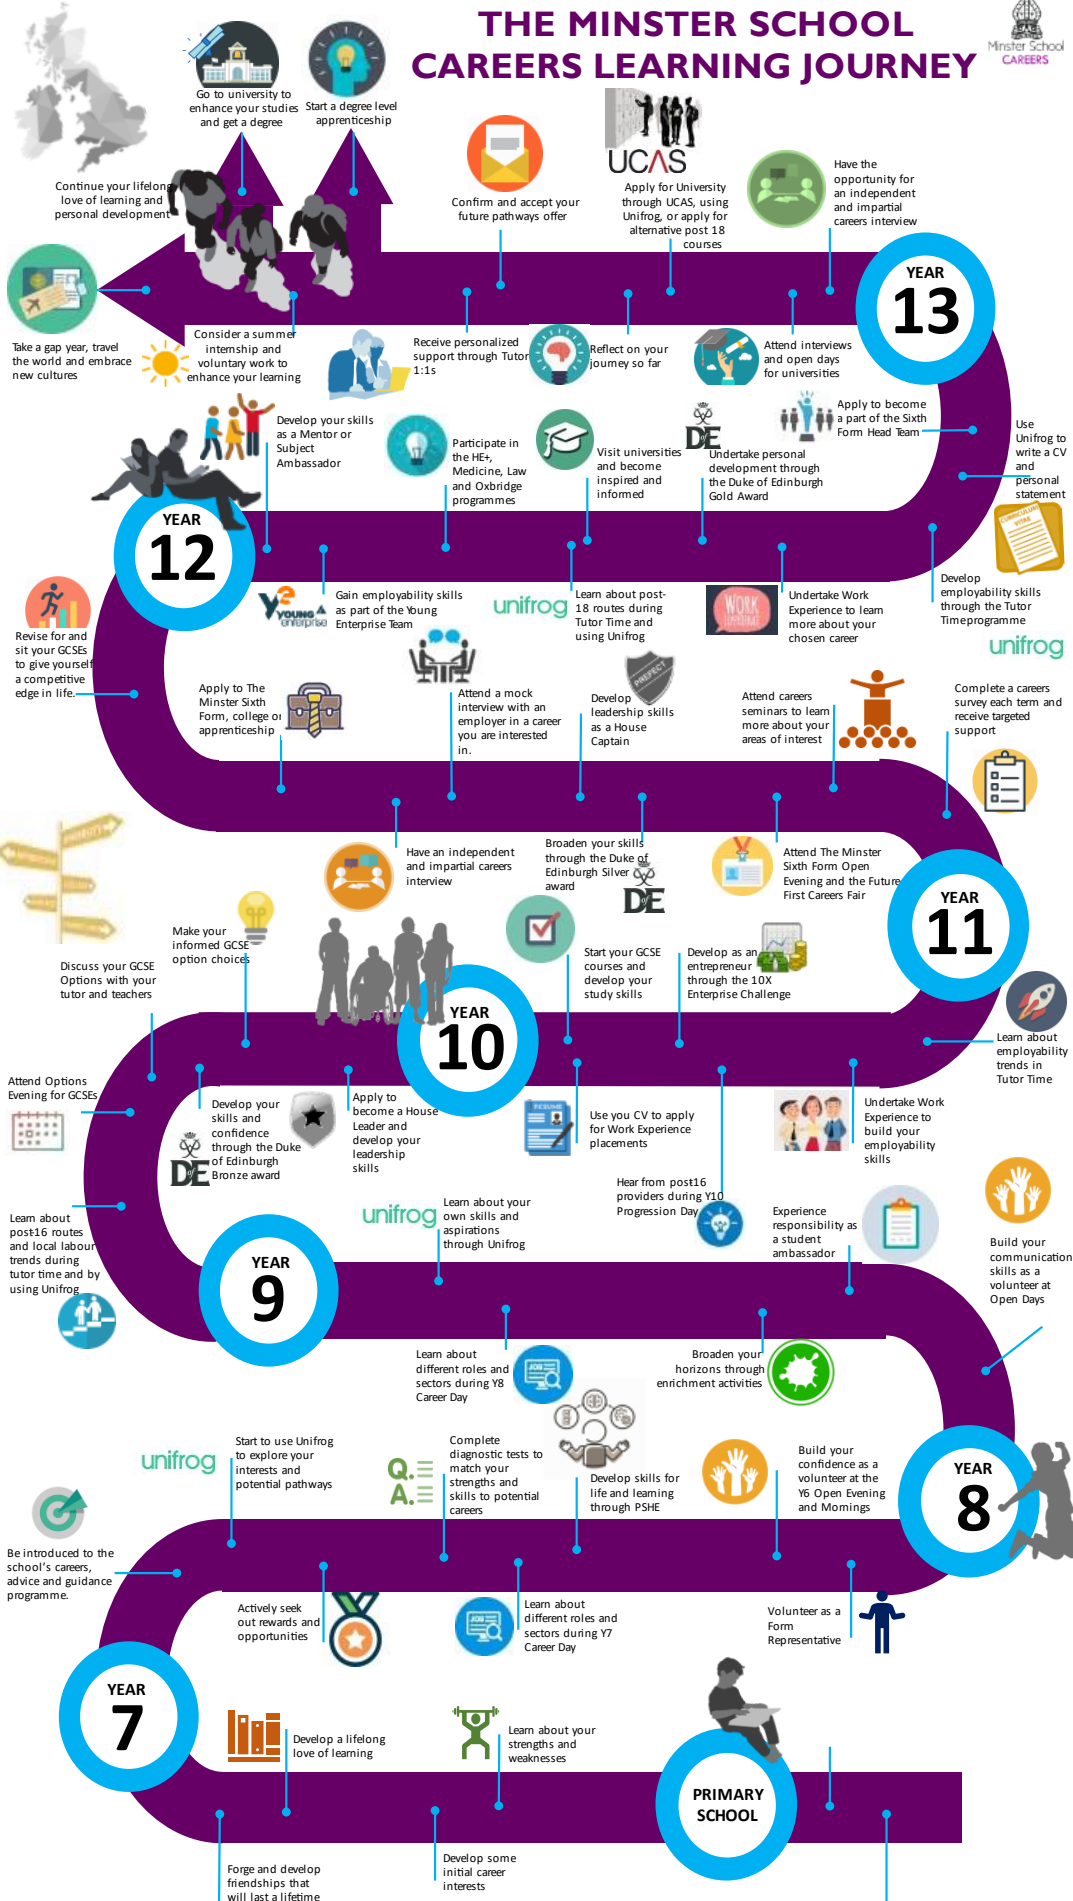 THE MINSTER SCHOOL
CAREERS LEARNING JOURNEY
Minster School
CAREERS
Go to university to
enhance your studies
and get a degree
Start a degree level
apprenticeship
Continue your lifelong
love of learning and
personal development
Confirm and accept your
future pathways offer
UCAS
Apply for University
through UCAS, using
Unifrog, or apply for
alternative post 18
courses
Have the
opportunity for
an independent
and impartial
careers interview
YEAR
13
Take a gap year, travel
the world and embrace
new cultures
Consider a summer
internship and
voluntary work to
enhance your learning
Receive personalized
support through Tutor
1:1s
Reflect on your
journey so far
Attend interviews
and open days
for universities
Apply to become
a part of the Sixth
Form Head Team
Use
Unifrog to
write a CV
and
personal
statement
CURRICULUM
VITAE
Develop your skills
as a Mentor or
Subject
Ambassador
Participate in
the HE+,
Medicine, Law
and Oxbridge
programmes
Visit universities
and become
inspired and
informed
DofE
Undertake personal
development through
the Duke of Edinburgh
Gold Award
YEAR
12
Revise for and
sit your GCSEs
to give yourself
a competitive
edge in life.
YOUNG
enterprise
Gain employability skills
as part of the Young
Enterprise Team
unifrog
Learn about post-
18 routes during
Tutor Time and
using Unifrog
WORK
Undertake Work
Experience to learn
more about your
chosen career
Develop
employability skills
through the Tutor
Timeprogramme
unifrog
Apply to The
Minster Sixth
Form, college or
apprenticeship
Attend a mock
interview with an
employer in a career
you are interested
in.
PREFECT
Develop
leadership skills
as a House
Captain
Attend careers
seminars to learn
more about your
areas of interest
Complete a careers
survey each term and
receive targeted
support
Have an independent
and impartial careers
interview
Broaden your skills
through the Duke of
Edinburgh Silver
award
DofE
Attend The Minster
Sixth Form Open
Evening and the Future
First Careers Fair
YEAR
11
Make your
informed GCSE
option choices
Discuss your GCSE
Options with your
tutor and teachers
Start your GCSE
courses and
develop your
study skills
Develop as an
entrepreneur
through the 10X
Enterprise Challenge
YEAR
10
Learn about
employability
trends in
Tutor Time
Attend Options
Evening for GCSEs
Develop your
skills and
confidence
through the Duke
of Edinburgh
Bronze award
DofE
Apply to
become a House
Leader and
develop your
leadership
skills
RESUME
Use you CV to apply
for Work Experience
placements
Undertake Work
Experience to
build your
employability
skills
Hear from post16
providers during Y10
Progression Day
Learn about
post16 routes
and local labour
trends during
tutor time and by
using Unifrog
unifrog
Learn about your
own skills and
aspirations
through Unifrog
Experience
responsibility as
a student
ambassador
Build your
communication
skills as a
volunteer at
Open Days
YEAR
9
Learn about
different roles and
sectors during Y8
Career Day
JOB
Broaden your
horizons through
enrichment activities
unifrog
Start to use Unifrog
to explore your
interests and
potential pathways
Q.
A.
Complete
diagnostic tests to
match your
strengths and
skills to potential
careers
Develop skills for
life and learning
through PSHE
Build your
confidence as a
volunteer at the
Y6 Open Evening
and Mornings
YEAR
8
Be introduced to the
school's careers,
advice and guidance
programme.
Actively seek
out rewards and
opportunities
JOB
Learn about
different roles and
sectors during Y7
Career Day
Volunteer as a
Form
Representative
YEAR
7
Develop a lifelong
love of learning
Learn about your
strengths and
weaknesses
PRIMARY
SCHOOL
Forge and develop
friendships that
will last a lifetime
Develop some
initial career
interests